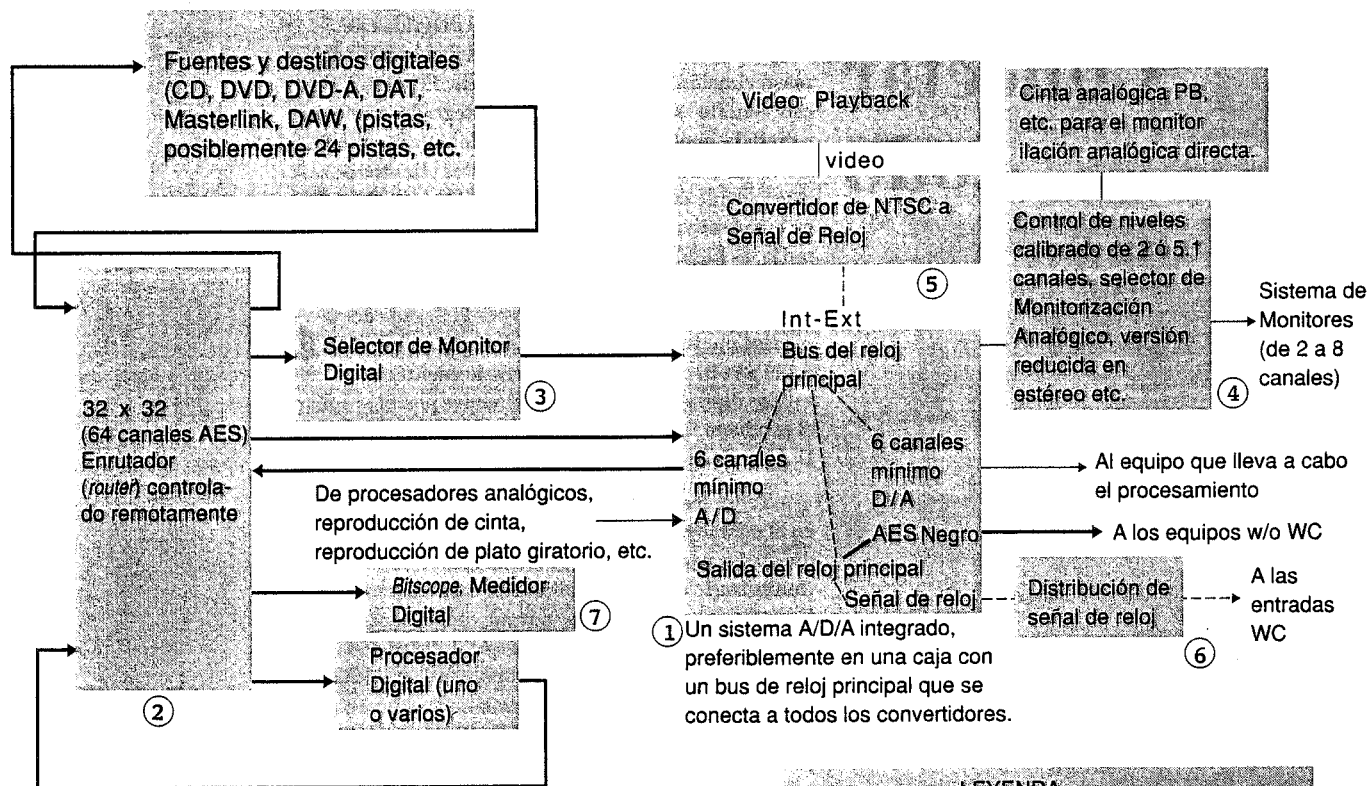 Fuentes y destinos digitales
(CD, DVD, DVD-A, DAT,
Masterlink, DAW, (pistas,
posiblemente 24 pistas, etc.
Video Playback
video
Convertidor de NTSC a
Señal de Reloj
5
Cinta analógica PB,
etc. para el monitor
ilación analógica directa.
Control de niveles
calibrado de 2 ó 5.1
canales, selector de
Monitorización
Analógico, versión
reducida en
estéreo etc.
4
Sistema de
Monitores
(de 2 a 8
canales)
Selector de Monitor
Digital
3
32 x 32
(64 canales AES)
Enrutador
(router) controla-
do remotamente
2
De procesadores analógicos,
reproducción de cinta,
reproducción de plato giratorio, etc.
Bitscope, Medidor
Digital
7
Procesador
Digital (uno
o varios)
Int-Ext
Bus del reloj
principal
6 canales
mínimo
A/D
6 canales
mínimo
D/A
AES Negro
Salida del reloj principal
Señal de reloj
Al equipo que lleva a cabo
el procesamiento
A los equipos w/o WC
Distribución de
señal de reloj
6
A las
entradas
WC
1 Un sistema A/D/A integrado,
preferiblemente en una caja con
un bus de reloj principal que se
conecta a todos los convertidores.
LEYENDA